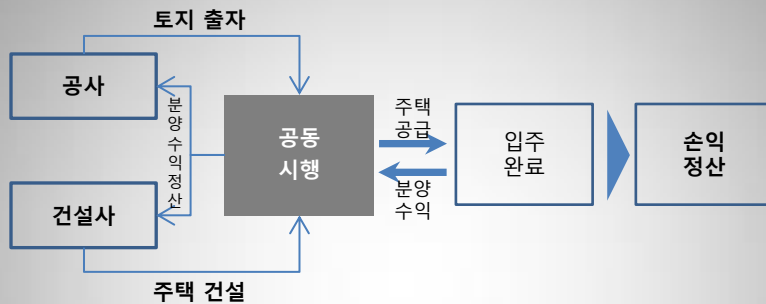 토지 출자
공사
분
양
수
익
정
산
건설사
주택 건설
공동
시행
주택
공급
분양
수익
입주
완료
손익
정산